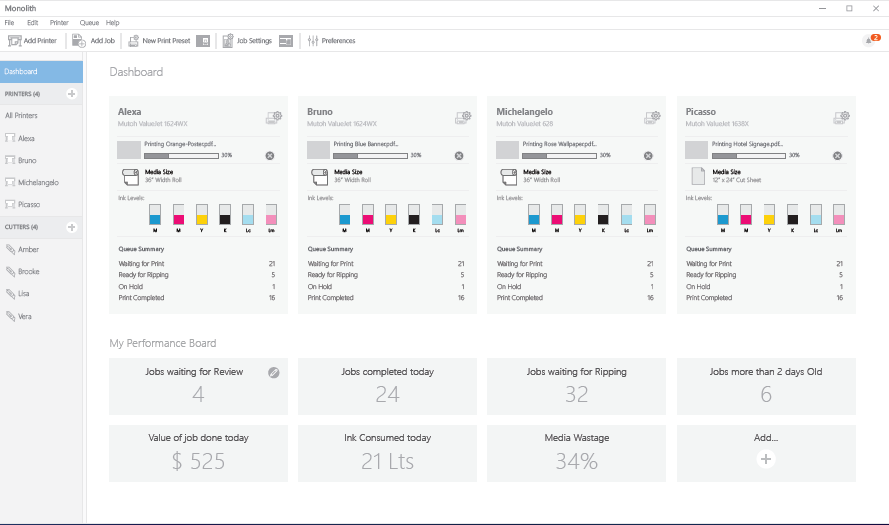 Monolith
File Edit Printer Queue Help
Add Printer Add Job New Print Preset Job Settings Preferences 2
Dashboard
PRINTERS (4)
All Printers
Alexa
Bruno
Michelangelo
Picasso
CUTTERS (4)
Amber
Brooke
Lisa
Vera
Dashboard
Alexa
Mutoh ValueJet 1624WX
Printing Orange-Poster.pdf...
30%
Media Size
36" Width Roll
Ink Levels:
M M Y K Lc Lm
Queue Summary
Waiting for Print 21
Ready for Ripping 5
On Hold 1
Print Completed 16
Bruno
Mutoh ValueJet 1624WX
Printing Blue Banner.pdf...
30%
Media Size
36" Width Roll
Ink Levels:
M M Y K Lc Lm
Queue Summary
Waiting for Print 21
Ready for Ripping 5
On Hold 1
Print Completed 16
Michelangelo
Mutoh ValueJet 628
Printing Rose Wallpaper.pdf...
30%
Media Size
36" Width Roll
Ink Levels:
M M Y K Lc Lm
Queue Summary
Waiting for Print 21
Ready for Ripping 5
On Hold 1
Print Completed 16
Picasso
Mutoh ValueJet 1638X
Printing Hotel Signage.pdf...
30%
Media Size
12" x 24" Cut Sheet
Ink Levels:
M M Y K Lc Lm
Queue Summary
Waiting for Print 21
Ready for Ripping 5
On Hold 1
Print Completed 16
My Performance Board
Jobs waiting for Review
4
Jobs completed today
24
Jobs waiting for Ripping
32
Jobs more than 2 days Old
6
Value of job done today
$ 525
Ink Consumed today
21 Lts
Media Wastage
34%
Add...